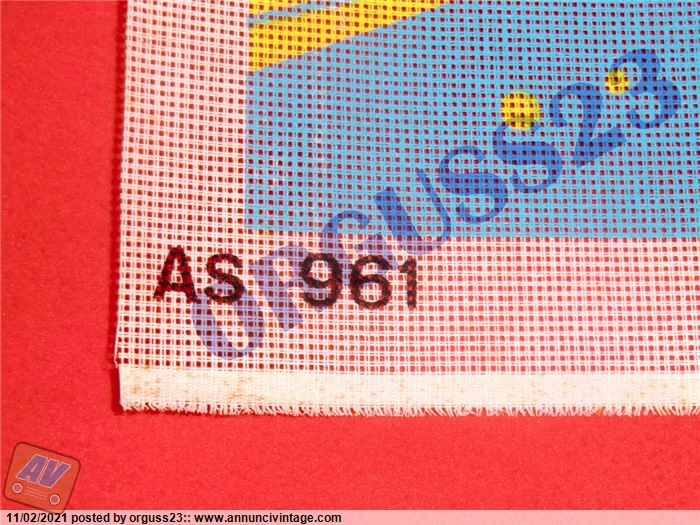 ORGUSS23
AS 961
AV
11/02/2021 posted by orguss23:: www.annuncivintage.com